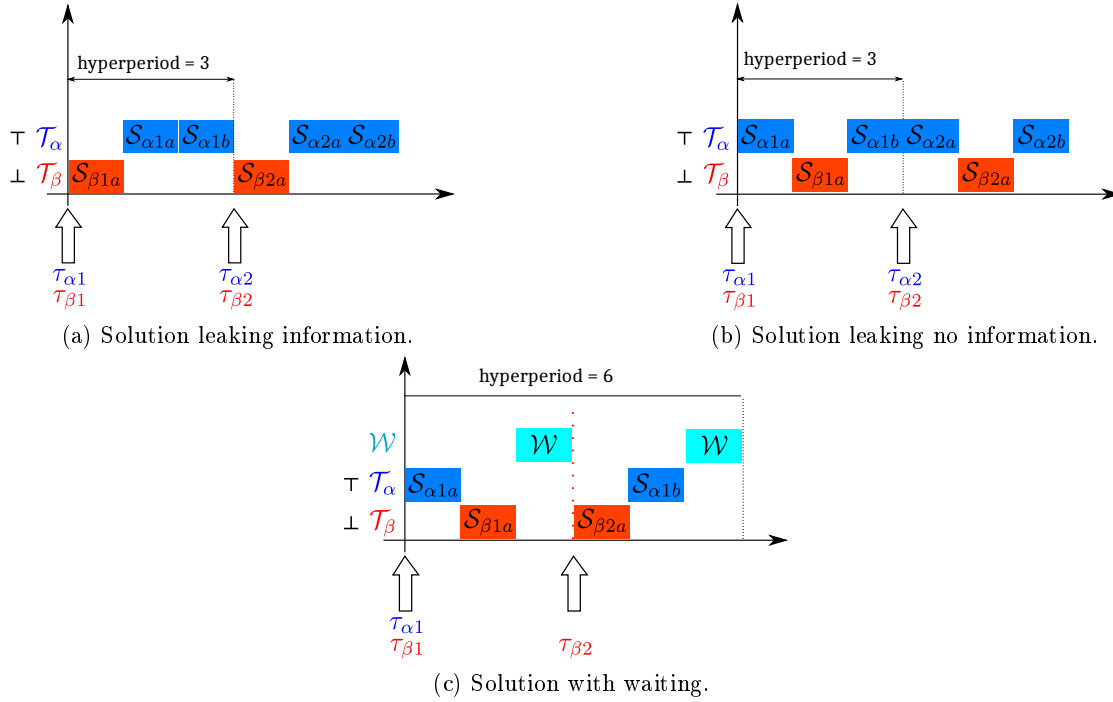 hyperperiod = 3
⊤ 𝒯α 𝒮α1a 𝒮α1b 𝒮α2a 𝒮α2b
⊥ 𝒯β 𝒮β1a 𝒮β2a
τα1 τα2
τβ1 τβ2
(a) Solution leaking information.
hyperperiod = 3
⊤ 𝒯α 𝒮α1a 𝒮α1b 𝒮α2a 𝒮α2b
⊥ 𝒯β 𝒮β1a 𝒮β2a
τα1 τα2
τβ1 τβ2
(b) Solution leaking no information.
hyperperiod = 6
𝒲 𝒲 𝒲
⊤ 𝒯α 𝒮α1a 𝒮α1b
⊥ 𝒯β 𝒮β1a 𝒮β2a
τα1
τβ1 τβ2
(c) Solution with waiting.